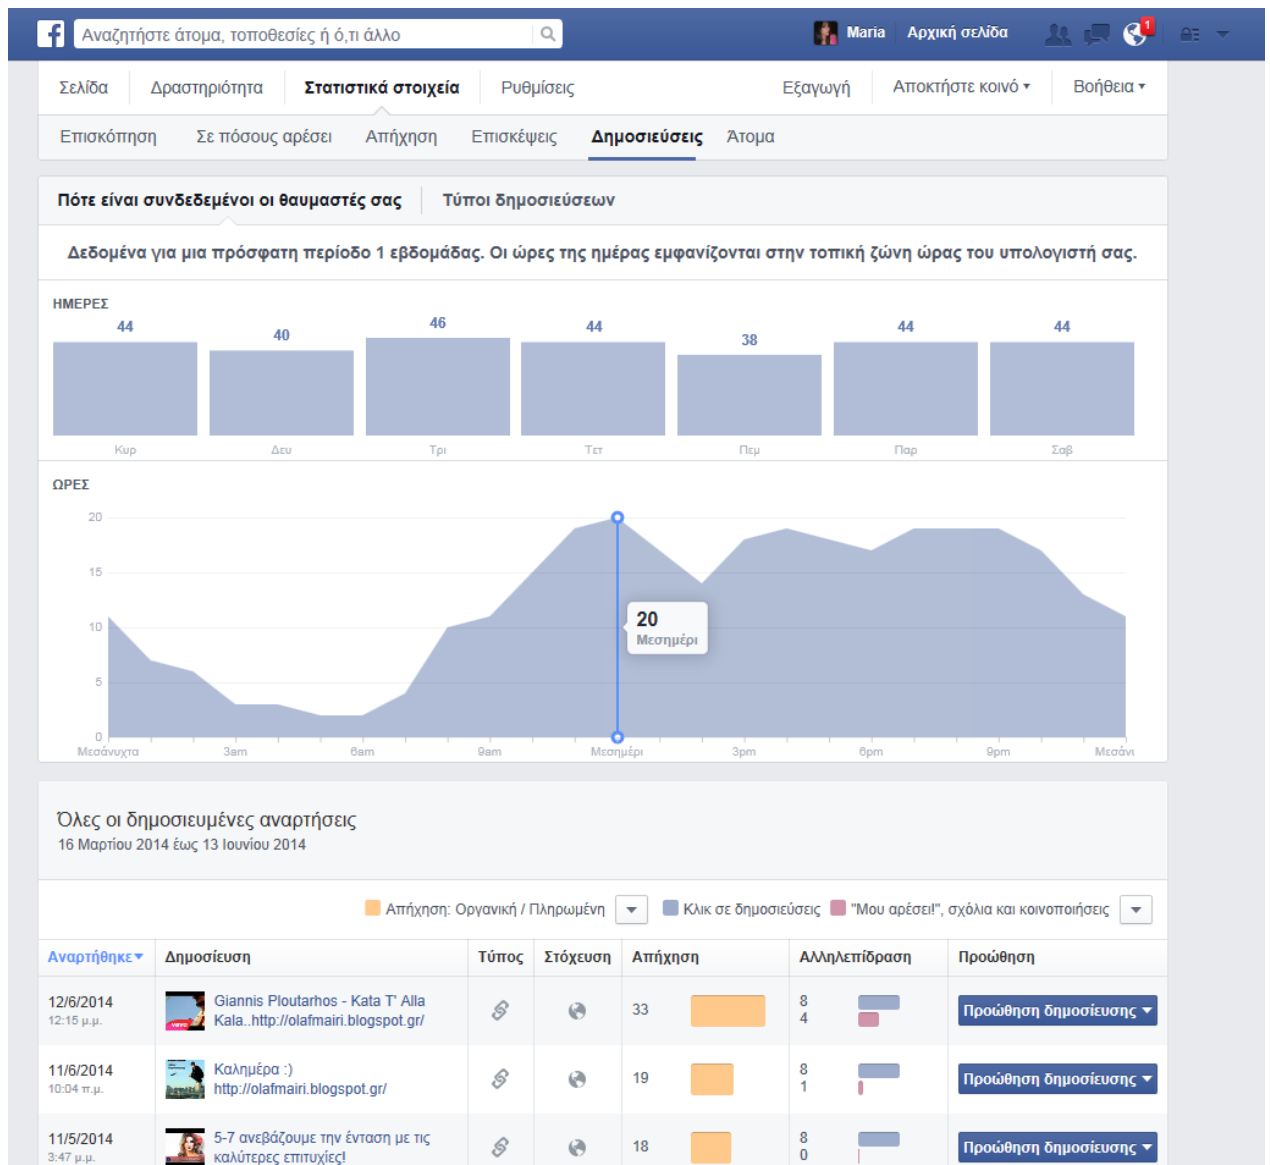 f
Αναζητήστε άτομα, τοποθεσίες ή ό,τι άλλο
Maria Αρχική σελίδα 1
Σελίδα Δραστηριότητα Στατιστικά στοιχεία Ρυθμίσεις Εξαγωγή Αποκτήστε κοινό Βοήθεια
Επισκόπηση Σε πόσους αρέσει Απήχηση Επισκέψεις Δημοσιεύσεις Άτομα
Πότε είναι συνδεδεμένοι οι θαυμαστές σας Τύποι δημοσιεύσεων
Δεδομένα για μια πρόσφατη περίοδο 1 εβδομάδας. Οι ώρες της ημέρας εμφανίζονται στην τοπική ζώνη ώρας του υπολογιστή σας.
ΗΜΕΡΕΣ
44 40 46 44 38 44 44
Κυρ Δευ Τρι Τετ Πεμ Παρ Σαβ
ΩΡΕΣ
20
15
10
5
0
20
Μεσημέρι
Μεσάνυχτα 3am 6am 9am Μεσημέρι 3pm 6pm 9pm Μεσάνι
Όλες οι δημοσιευμένες αναρτήσεις
16 Μαρτίου 2014 έως 13 Ιουνίου 2014
Απήχηση: Οργανική / Πληρωμένη Κλικ σε δημοσιεύσεις "Μου αρέσει!", σχόλια και κοινοποιήσεις
Αναρτήθηκε Δημοσίευση Τύπος Στόχευση Απήχηση Αλληλεπίδραση Προώθηση
12/6/2014
12:15 μ.μ.
vevo
Giannis Ploutarhos - Kata T' Alla
Kala..http://olafmairi.blogspot.gr/
33
8
4
Προώθηση δημοσίευσης
11/6/2014
10:04 π.μ.
Καλημέρα :)
http://olafmairi.blogspot.gr/
19
8
1
Προώθηση δημοσίευσης
11/5/2014
3:47 μ.μ.
5-7 ανεβάζουμε την ένταση με τις
καλύτερες επιτυχίες!
18
8
0
Προώθηση δημοσίευσης